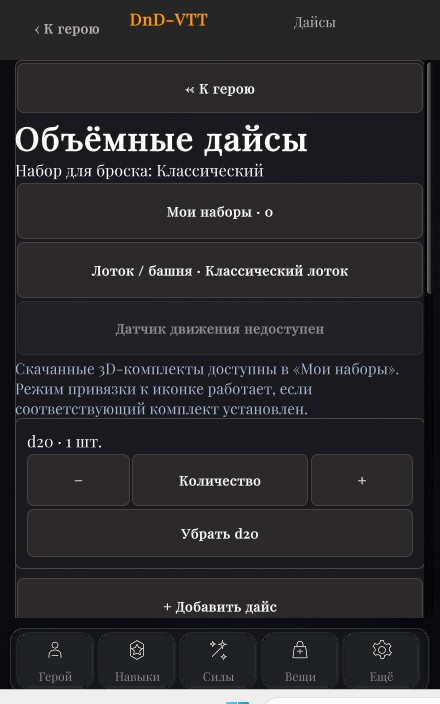 ‹ К герою
DnD-VTT
Дайсы
« К герою
Объёмные дайсы
Набор для броска: Классический
Мои наборы · 0
Лоток / башня · Классический лоток
Датчик движения недоступен
Скачанные 3D-комплекты доступны в «Мои наборы».
Режим привязки к иконке работает, если
соответствующий комплект установлен.
d20 · 1 шт.
−
Количество
+
Убрать d20
+ Добавить дайс
Герой
Навыки
Силы
Вещи
Ещё